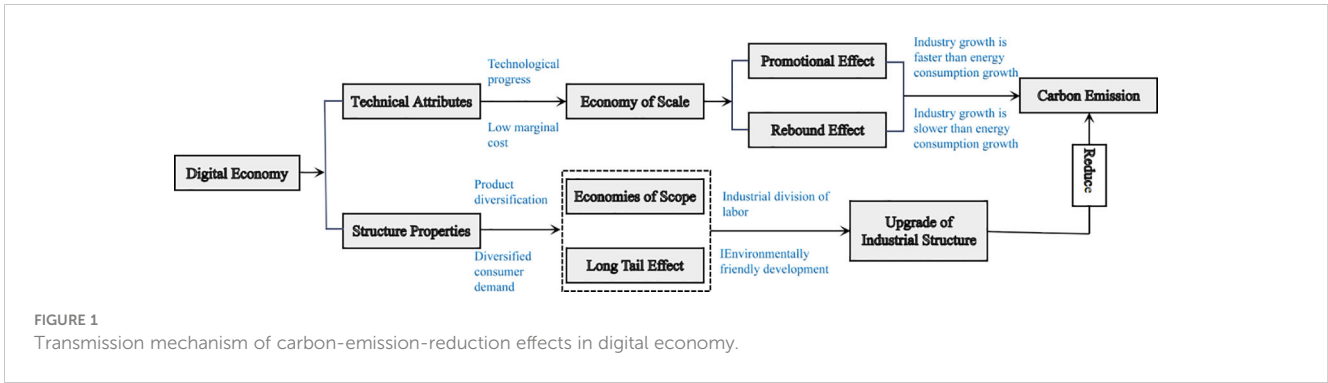 Digital Economy
Technical Attributes
Technological
progress
Low marginal
cost
Economy of Scale
Promotional Effect
Rebound Effect
Industry growth is
faster than energy
consumption growth
Industry growth is
slower than energy
consumption growth
Carbon Emission
Reduce
Structure Properties
Product
diversification
Diversified
consumer
demand
Economies of Scope
Long Tail Effect
Industrial division of
labor
IEnvironmentally
friendly development
Upgrade of
Industrial Structure
FIGURE 1
Transmission mechanism of carbon-emission-reduction effects in digital economy.